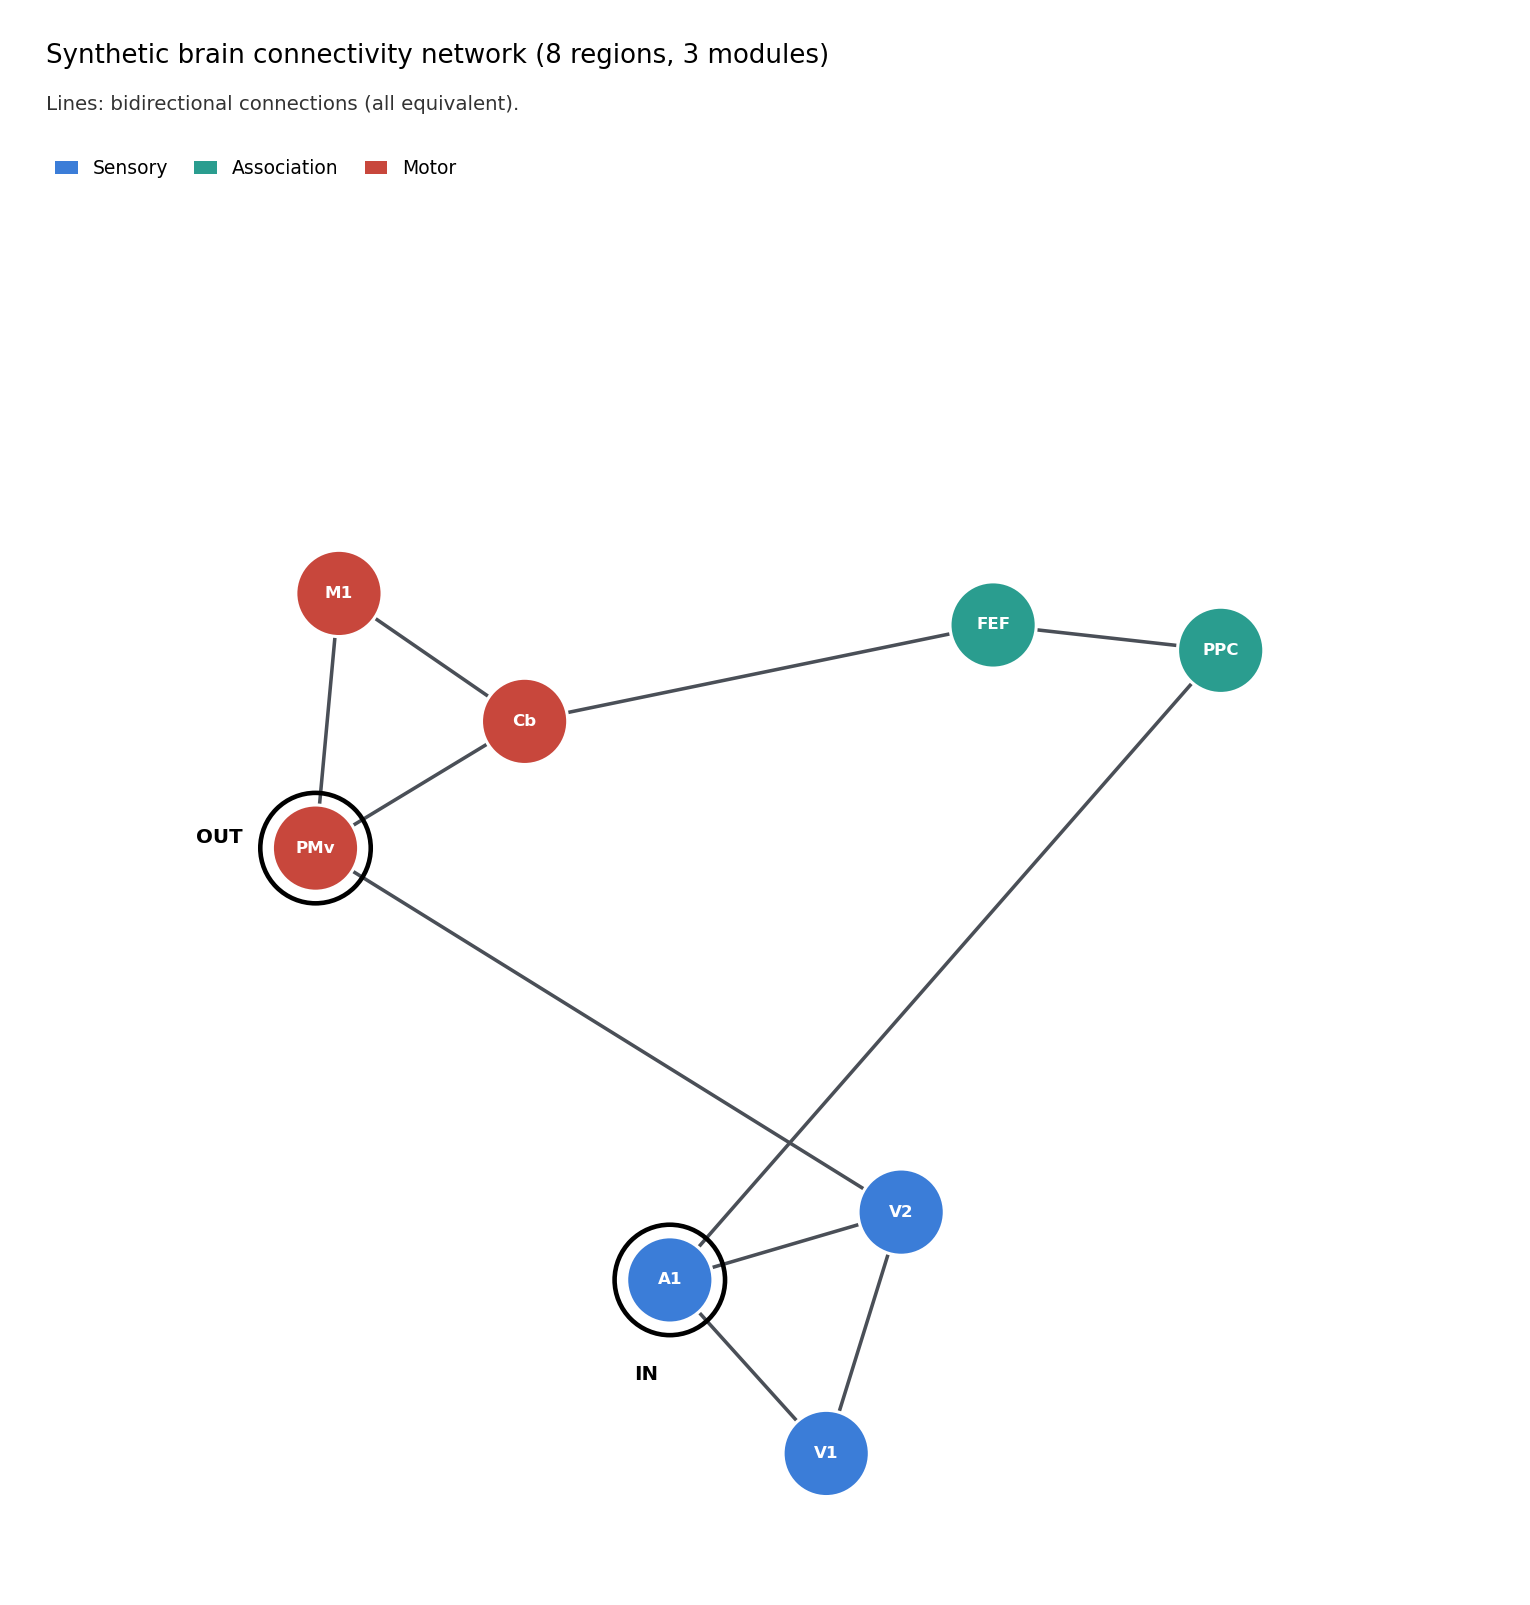 Synthetic brain connectivity network (8 regions, 3 modules)
Lines: bidirectional connections (all equivalent).
Sensory Association Motor
M1
FEF
PPC
Cb
OUT
PMv
V2
A1
IN
V1